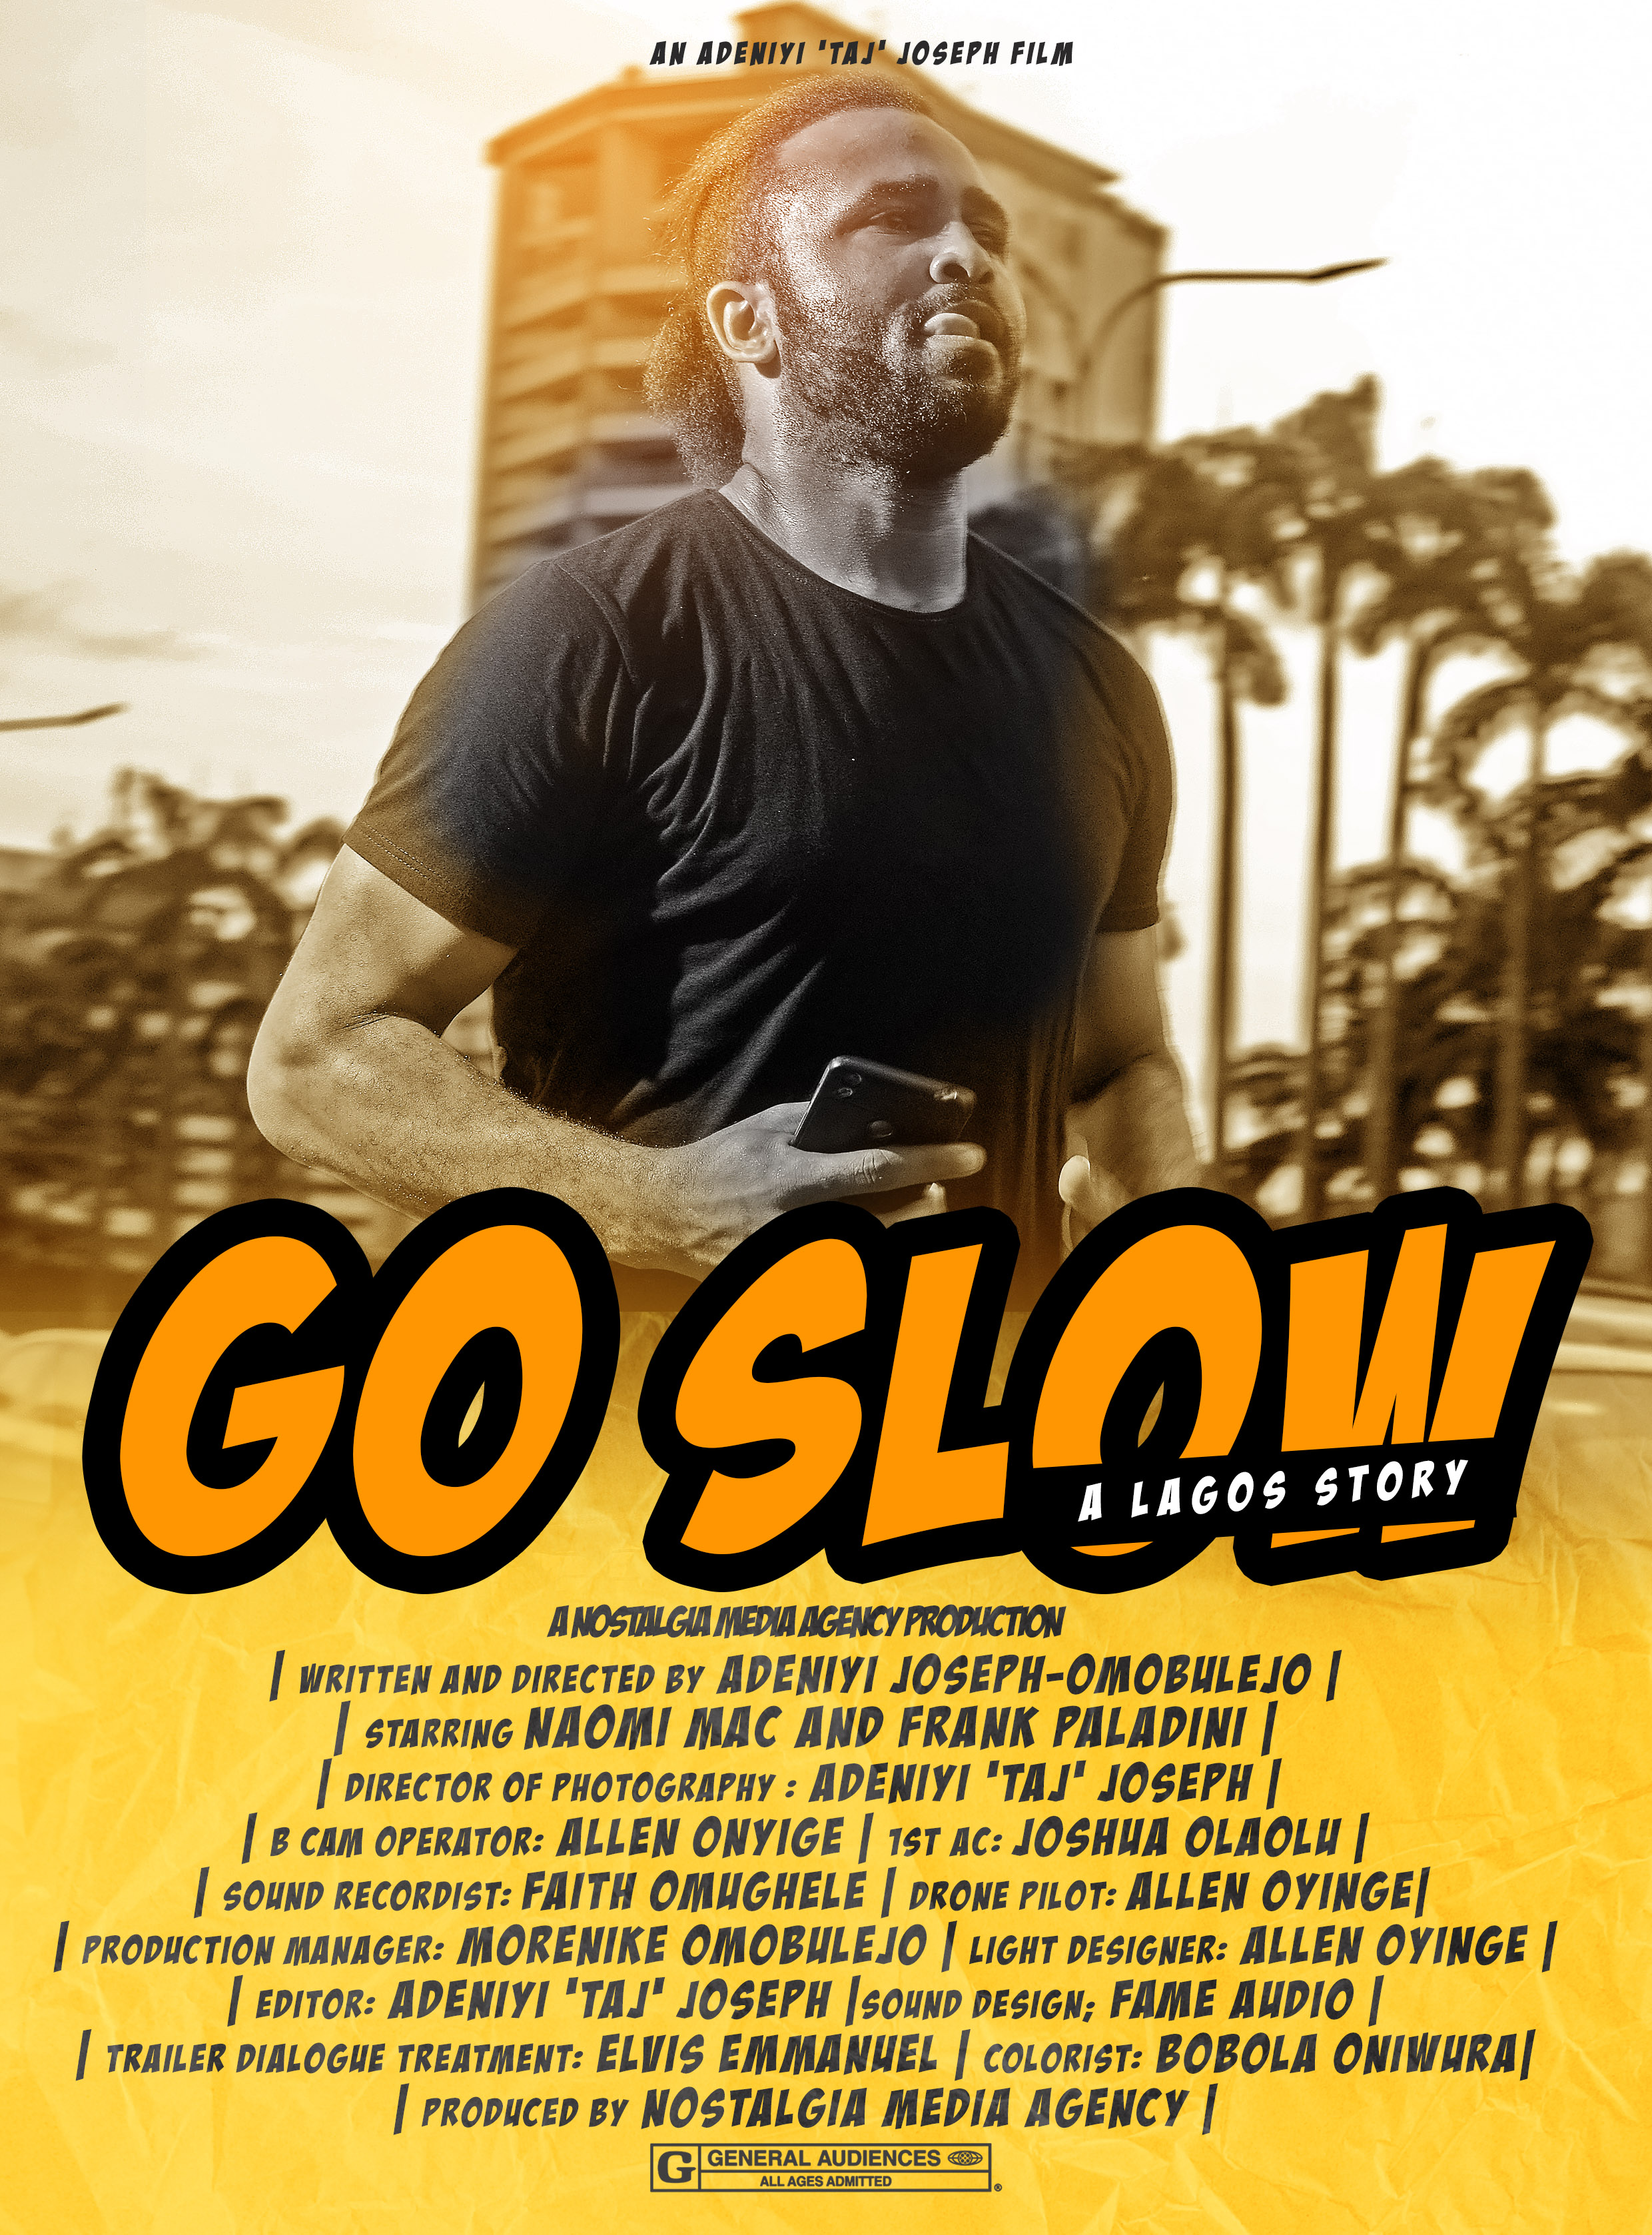 AN ADENIYI 'TAJ' JOSEPH FILM
GO SLOW
A LAGOS STORY
A NOSTALGIA MEDIA AGENCY PRODUCTION
| WRITTEN AND DIRECTED BY ADENIYI JOSEPH-OMOBULEJO |
| STARRING NAOMI MAC AND FRANK PALADINI |
| DIRECTOR OF PHOTOGRAPHY : ADENIYI 'TAJ' JOSEPH |
| B CAM OPERATOR: ALLEN ONYIGE | 1ST AC: JOSHUA OLAOLU |
| SOUND RECORDIST: FAITH OMUGHELE | DRONE PILOT: ALLEN OYINGE|
| PRODUCTION MANAGER: MORENIKE OMOBULEJO | LIGHT DESIGNER: ALLEN OYINGE |
| EDITOR: ADENIYI 'TAJ' JOSEPH |SOUND DESIGN; FAME AUDIO |
| TRAILER DIALOGUE TREATMENT: ELVIS EMMANUEL | COLORIST: BOBOLA ONIWURA|
| PRODUCED BY NOSTALGIA MEDIA AGENCY |
G GENERAL AUDIENCES
ALL AGES ADMITTED ®